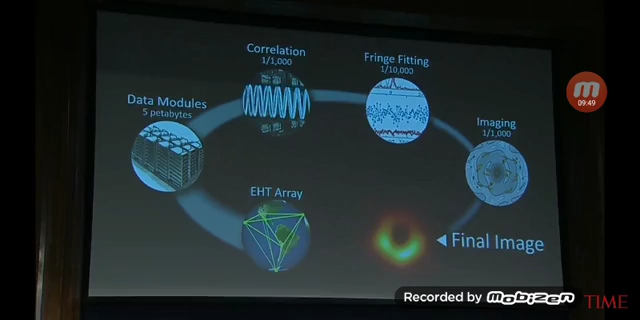 Correlation
1/1,000
Fringe Fitting
1/10,000
Data Modules
5 petabytes
Imaging
1/1,000
EHT Array
Final Image
09:49
Recorded by MOBIZEN
TIME